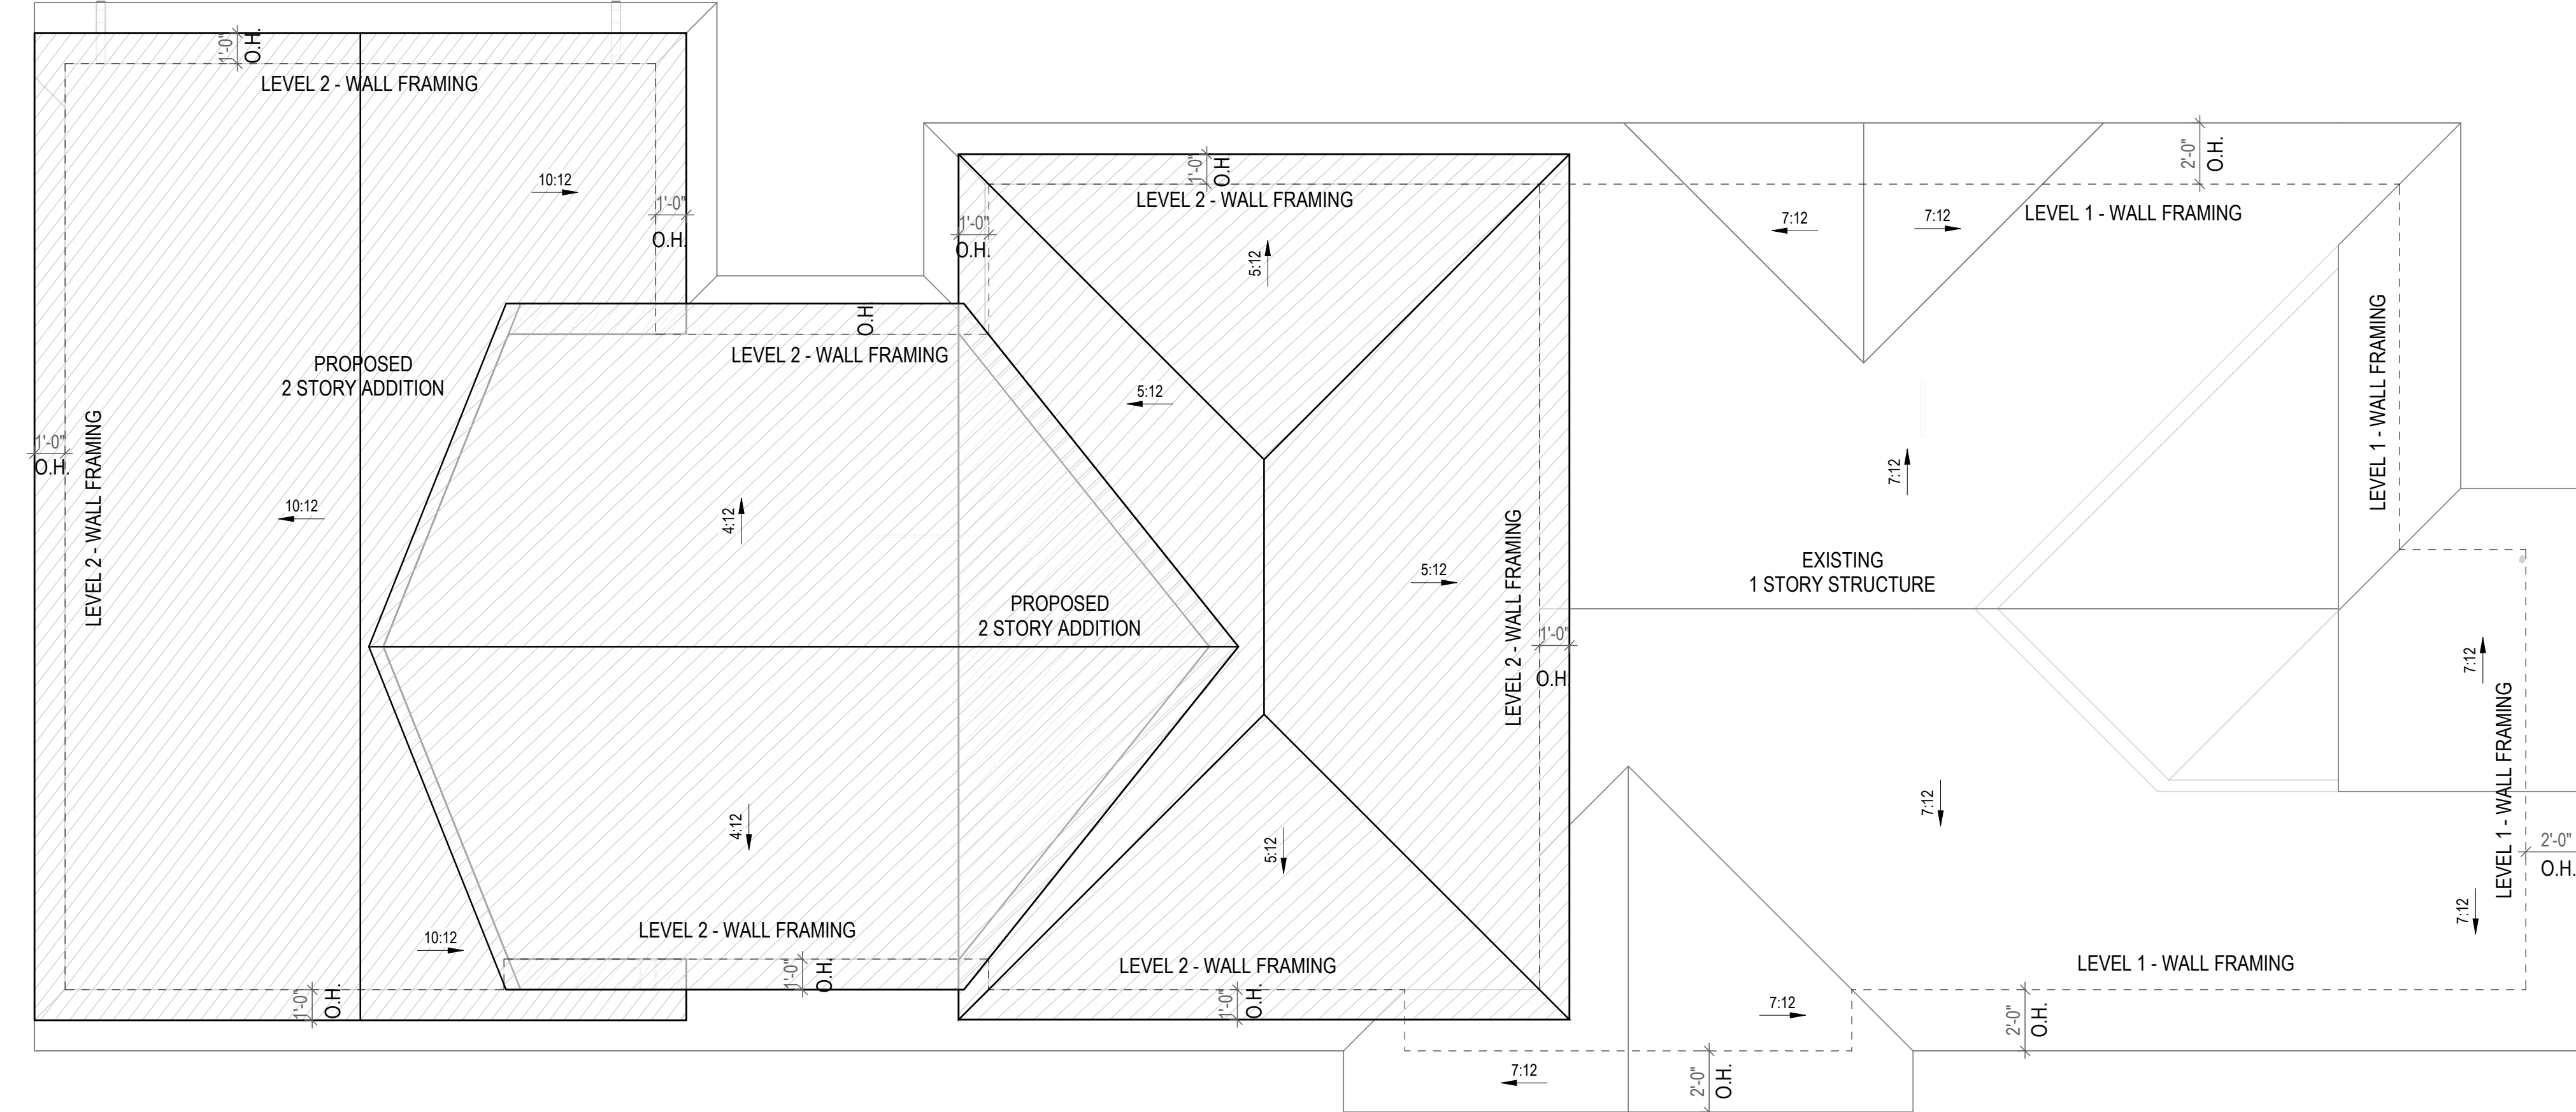 1'-0"
O.H.
LEVEL 2 - WALL FRAMING
10:12
1'-0"
O.H.
PROPOSED
2 STORY ADDITION
1'-0"
O.H.
LEVEL 2 - WALL FRAMING
10:12
10:12
1'-0"
O.H.
O.H.
LEVEL 2 - WALL FRAMING
4:12
4:12
LEVEL 2 - WALL FRAMING
1'-0"
O.H.
1'-0"
O.H.
LEVEL 2 - WALL FRAMING
1'-0"
O.H.
5:12
5:12
PROPOSED
2 STORY ADDITION
5:12
LEVEL 2 - WALL FRAMING
1'-0"
O.H.
5:12
LEVEL 2 - WALL FRAMING
1'-0"
O.H.
2'-0"
O.H.
7:12
7:12
LEVEL 1 - WALL FRAMING
LEVEL 1 - WALL FRAMING
7:12
EXISTING
1 STORY STRUCTURE
7:12
7:12
LEVEL 1 - WALL FRAMING
2'-0"
O.H.
7:12
LEVEL 1 - WALL FRAMING
7:12
2'-0"
O.H.
7:12
2'-0"
O.H.